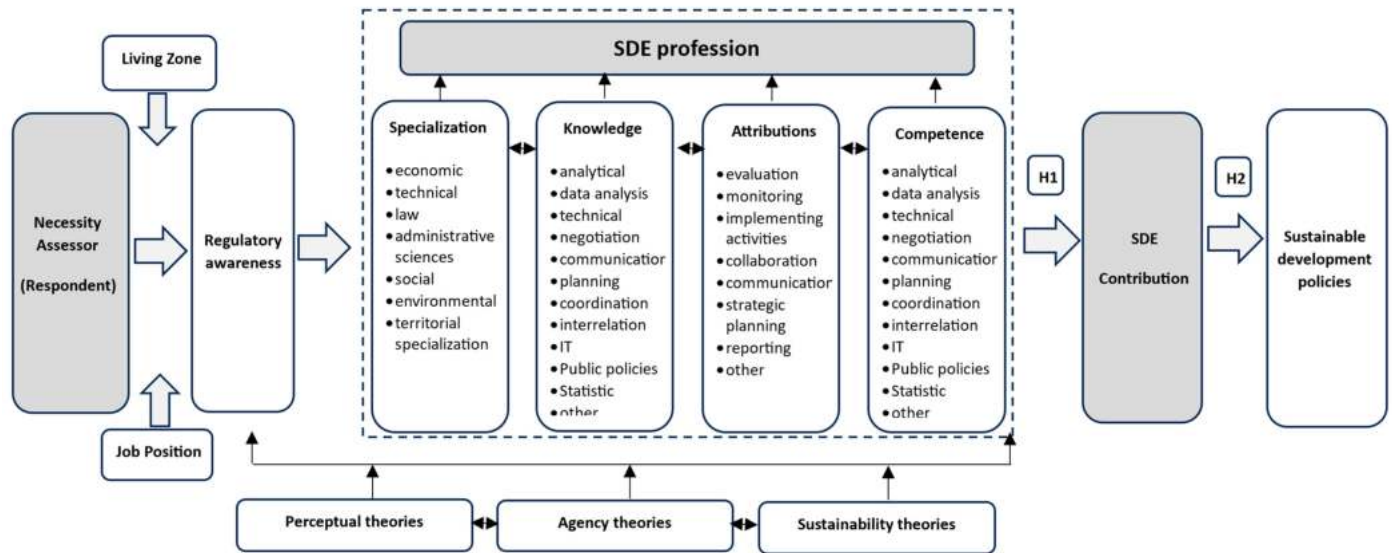 SDE profession
Living Zone
Necessity
Assessor
(Respondent)
Regulatory
awareness
Job Position
Specialization
• economic
• technical
• law
• administrative
sciences
• social
• environmental
• territorial
specialization
Knowledge
• analytical
• data analysis
• technical
• negotiation
• communicatior
• planning
• coordination
• interrelation
• IT
• Public policies
• Statistic
• other
Attributions
• evaluation
• monitoring
• implementing
activities
• collaboration
• communicatior
• strategic
planning
• reporting
• other
Competence
• analytical
• data analysis
• technical
• negotiation
• communicatior
• planning
• coordination
• interrelation
• IT
• Public policies
• Statistic
• other
H1
SDE
Contribution
H2
Sustainable
development
policies
Perceptual theories
Agency theories
Sustainability theories